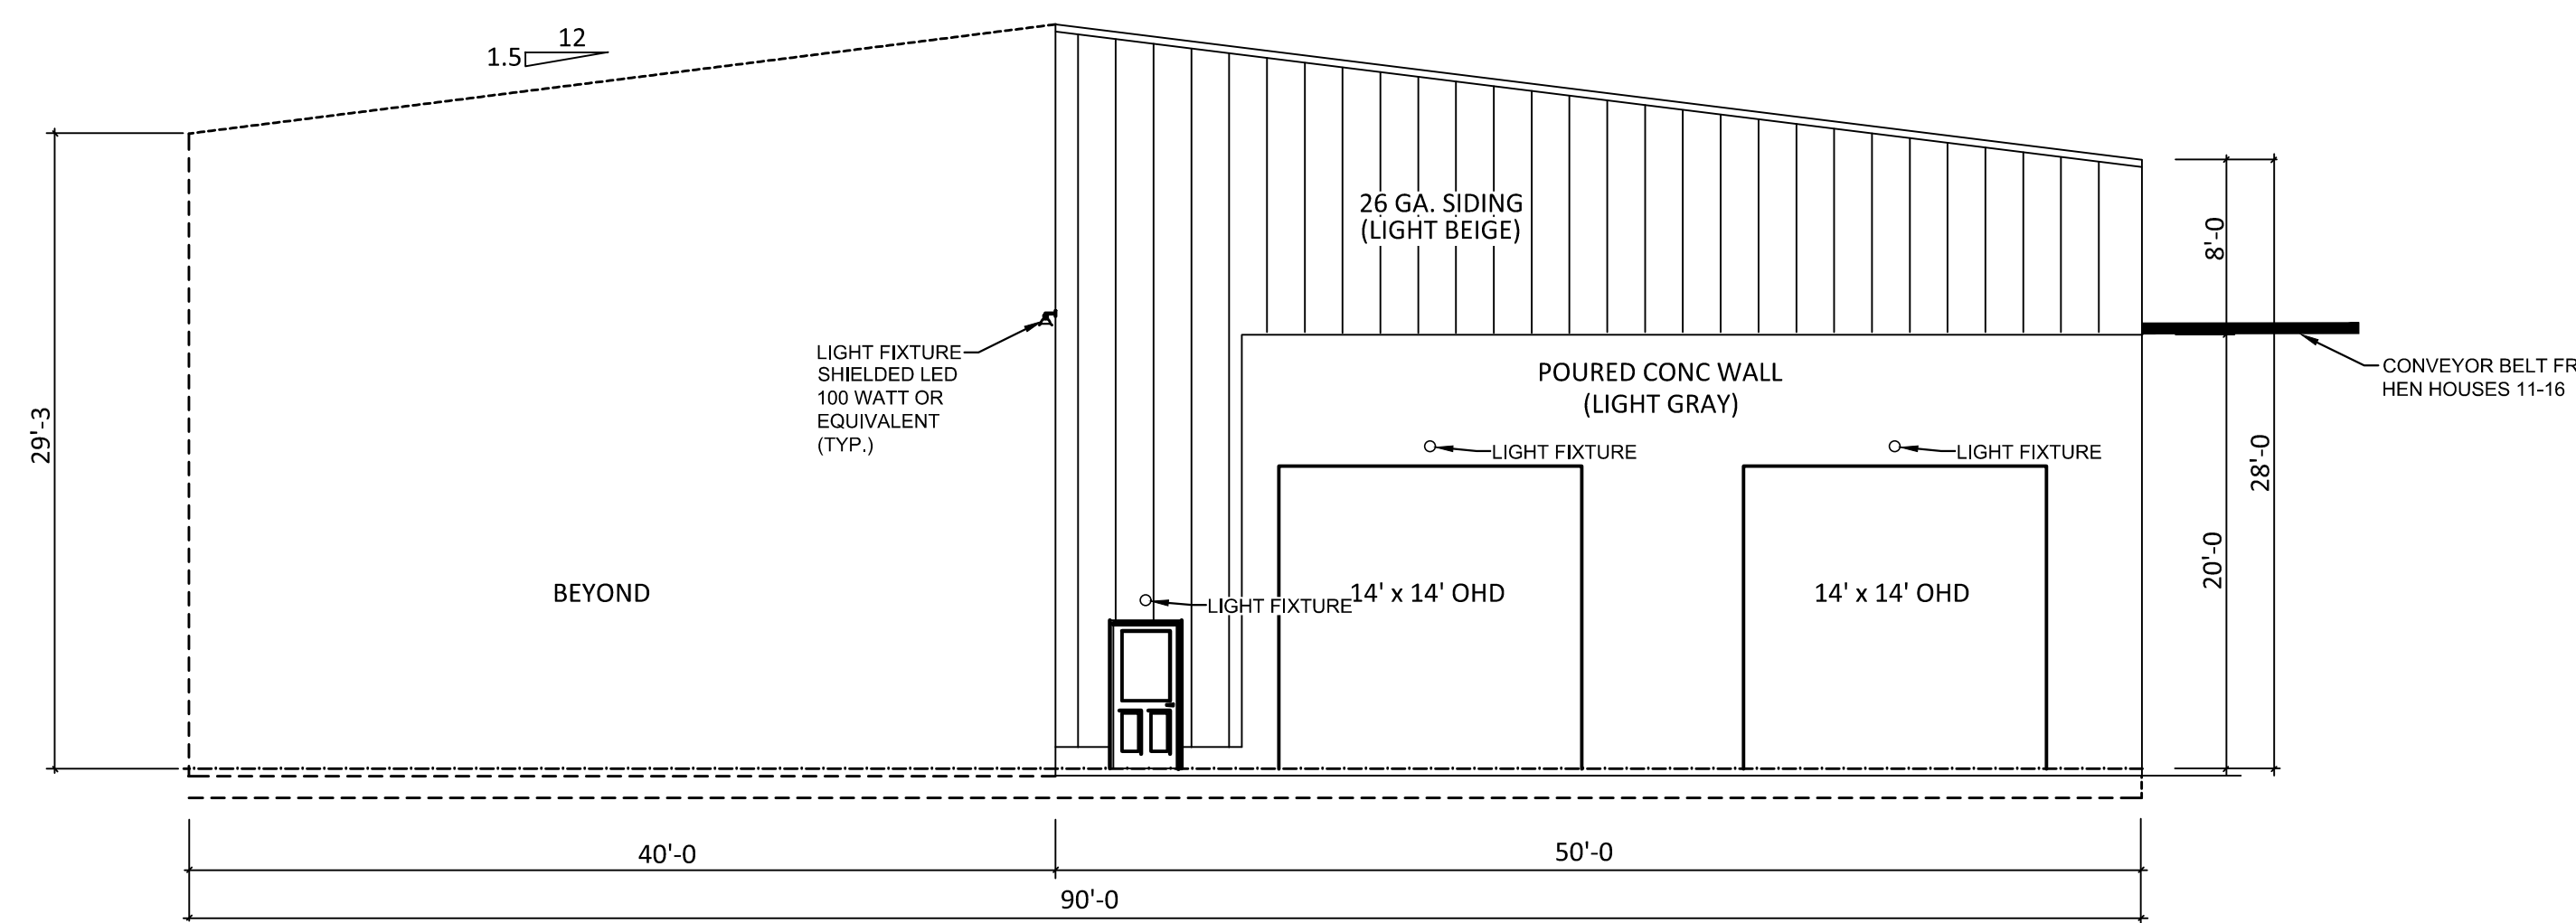 12
1.5
26 GA. SIDING
(LIGHT BEIGE)
8'-0
LIGHT FIXTURE
SHIELDED LED
100 WATT OR
EQUIVALENT
(TYP.)
POURED CONC WALL
(LIGHT GRAY)
CONVEYOR BELT FR
HEN HOUSES 11-16
29'-3
LIGHT FIXTURE
LIGHT FIXTURE
28'-0
20'-0
BEYOND
LIGHT FIXTURE
14' x 14' OHD
14' x 14' OHD
40'-0
50'-0
90'-0